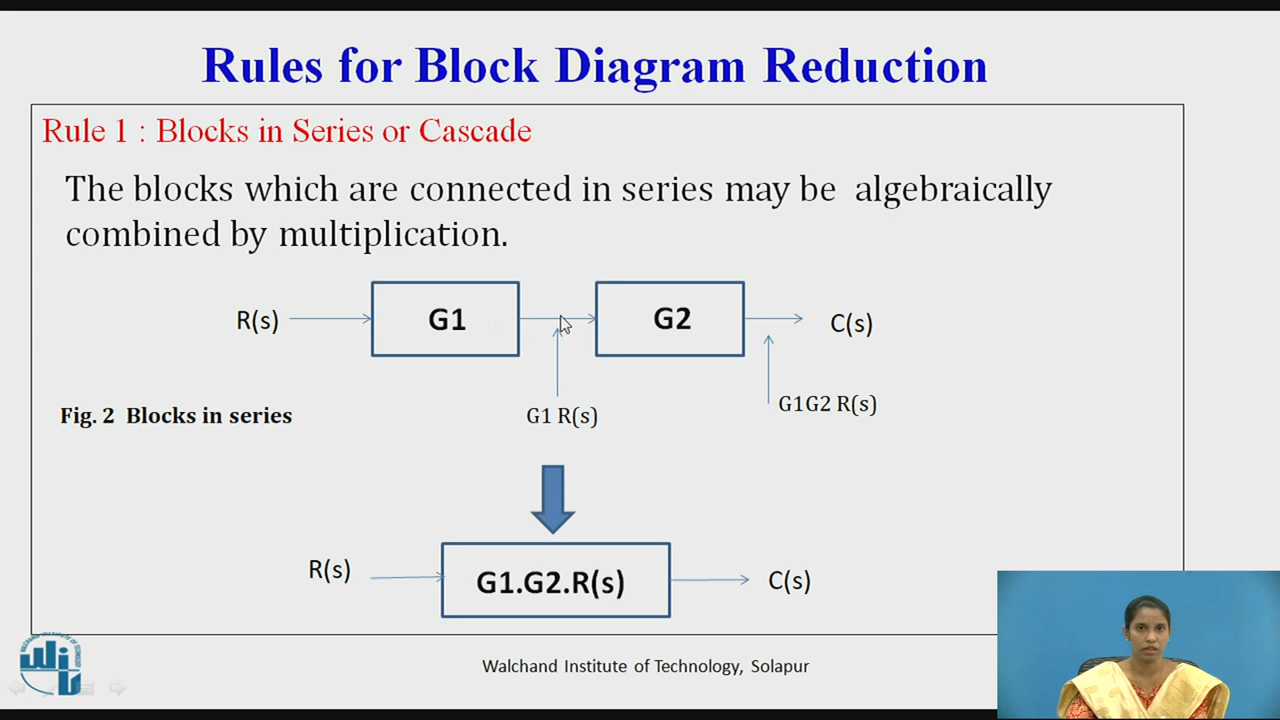 Rules for Block Diagram Reduction
Rule 1 : Blocks in Series or Cascade
The blocks which are connected in series may be algebraically
combined by multiplication.
R(s) G1 G2 C(s)
G1G2 R(s)
Fig. 2 Blocks in series G1 R(s)
R(s) G1.G2.R(s) C(s)
Walchand Institute of Technology, Solapur